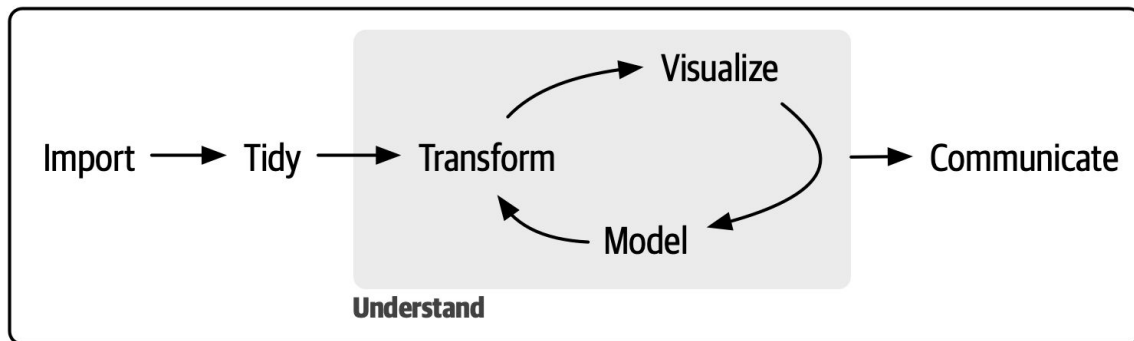 Visualize
Import
Tidy
Transform
Communicate
Model
Understand